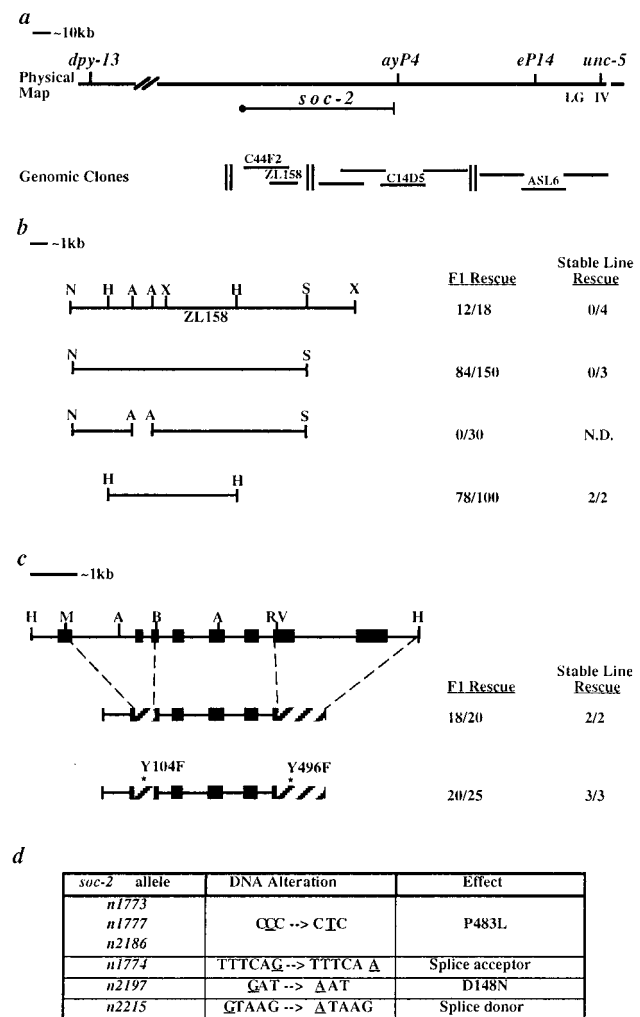 a
~10kb
dpy-13 ayP4 eP14 unc-5
Physical Map
LG IV
soc-2
Genomic Clones
C44F2
ZL158
C14D5
ASL6
b
~1kb
F1 Rescue Stable Line Rescue
N H A A X H S X
ZL158
12/18 0/4
N S
84/150 0/3
N A A S
0/30 N.D.
H H
78/100 2/2
c
~1kb
H M A B A RV H
F1 Rescue Stable Line Rescue
18/20 2/2
Y104F Y496F
* *
20/25 3/3
d
soc-2 allele DNA Alteration Effect
n1773
n1777 CCC --> CTC P483L
n2186
n1774 TTTCAG --> TTTCA A Splice acceptor
n2197 GAT --> AAT D148N
n2215 GTAAG --> ATAAG Splice donor